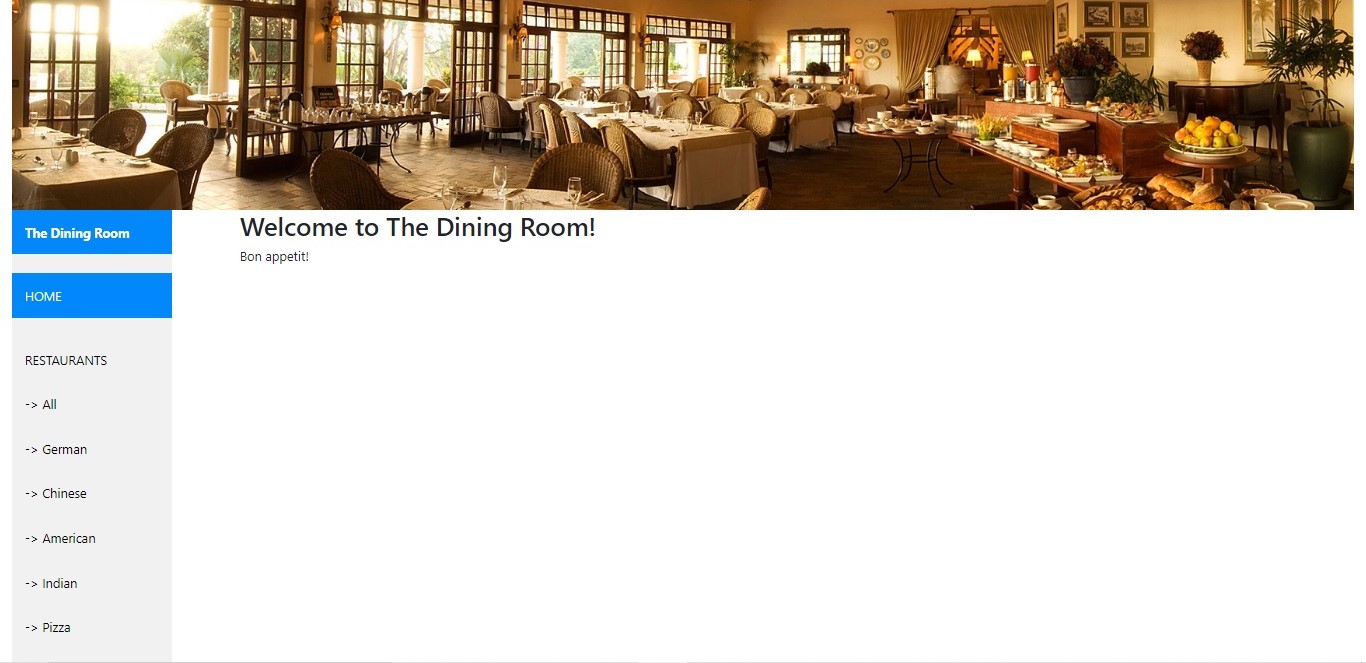 The Dining Room
Welcome to The Dining Room!
Bon appetit!
HOME
RESTAURANTS
-> All
-> German
-> Chinese
-> American
-> Indian
-> Pizza